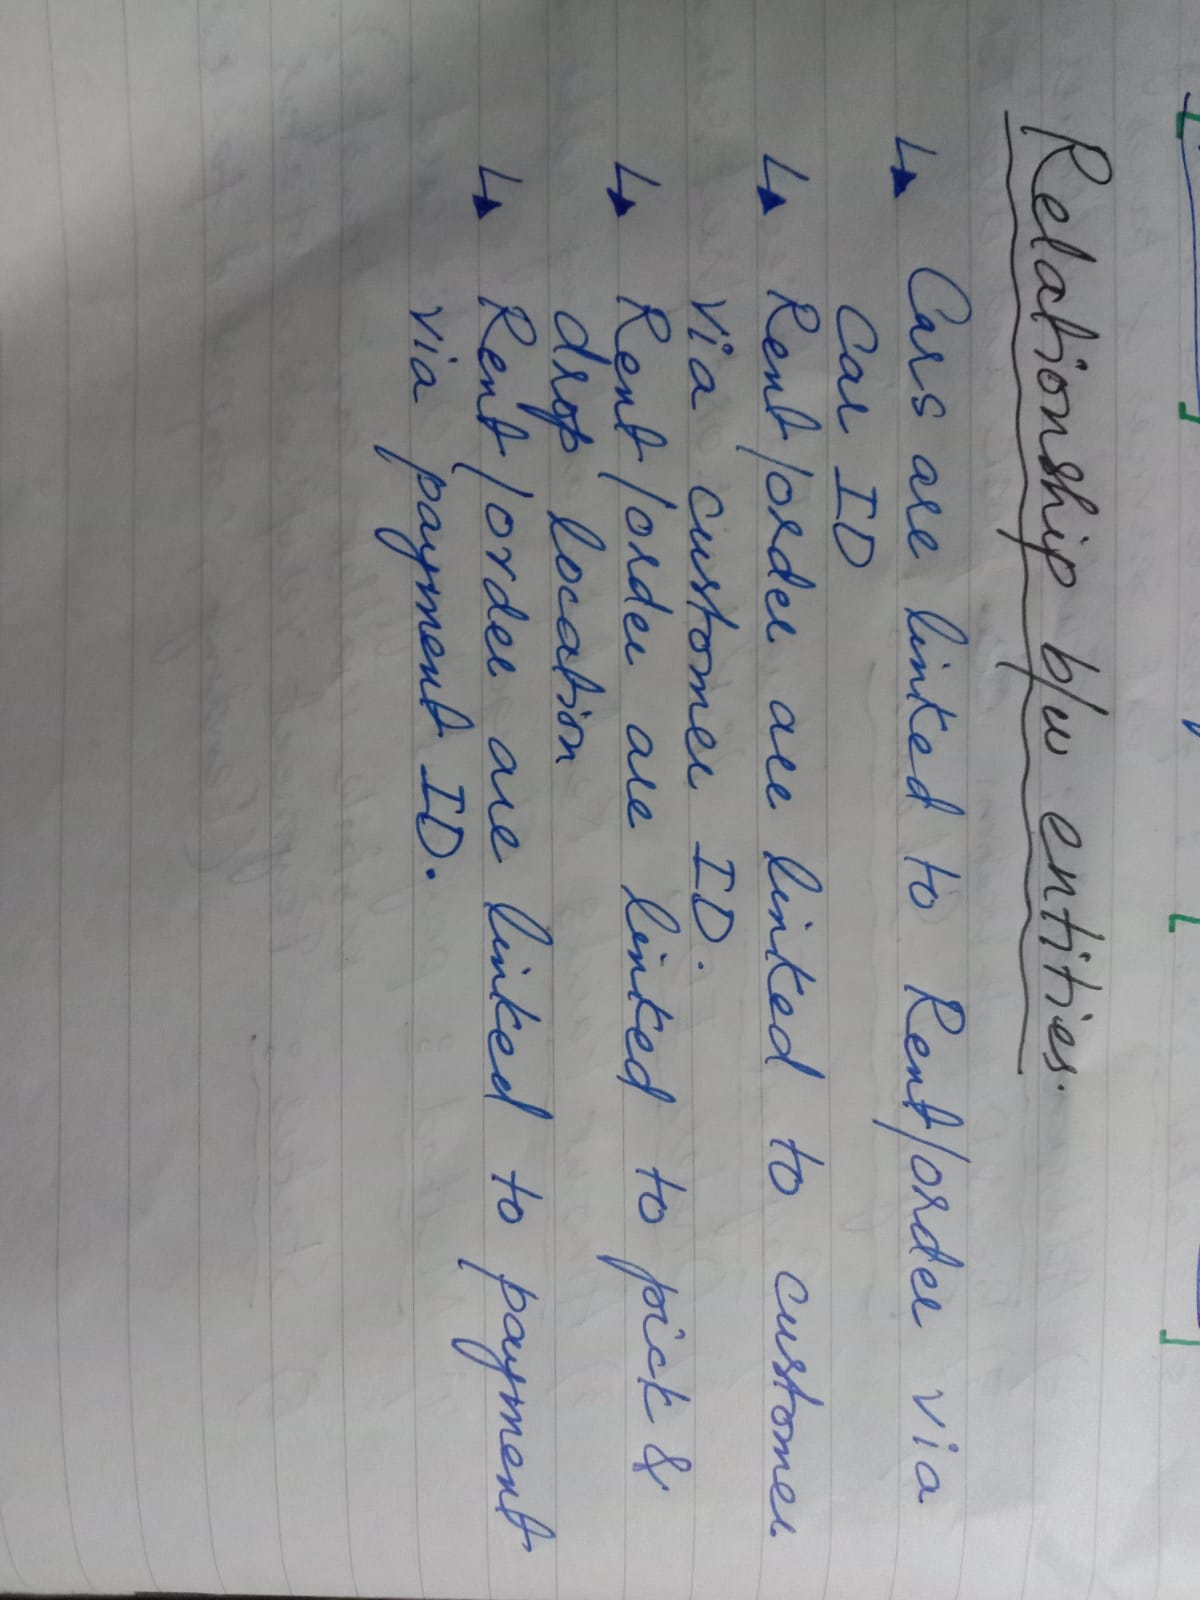 Relationship b/w entities.
↳ Cars are linked to Rent/order via
Car ID
↳ Rent/order are linked to customer
via customer ID.
↳ Rent/order are linked to pick &
drop location
↳ Rent/order are linked to payment
via payment ID.